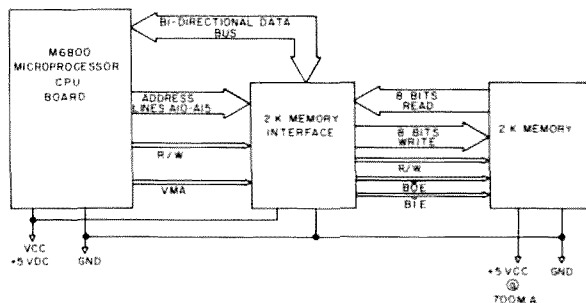 BI-DIRECTIONAL DATA
BUS
M6800
MICROPROCESSOR
CPU
BOARD
ADDRESS
LINES A10-A15
R/W
VMA
2 K MEMORY
INTERFACE
8 BITS
READ
8 BITS
WRITE
R/W
BOE
BIE
2 K MEMORY
VCC
+5 VDC
GND
+5 VCC
@
700 M.A.
GND